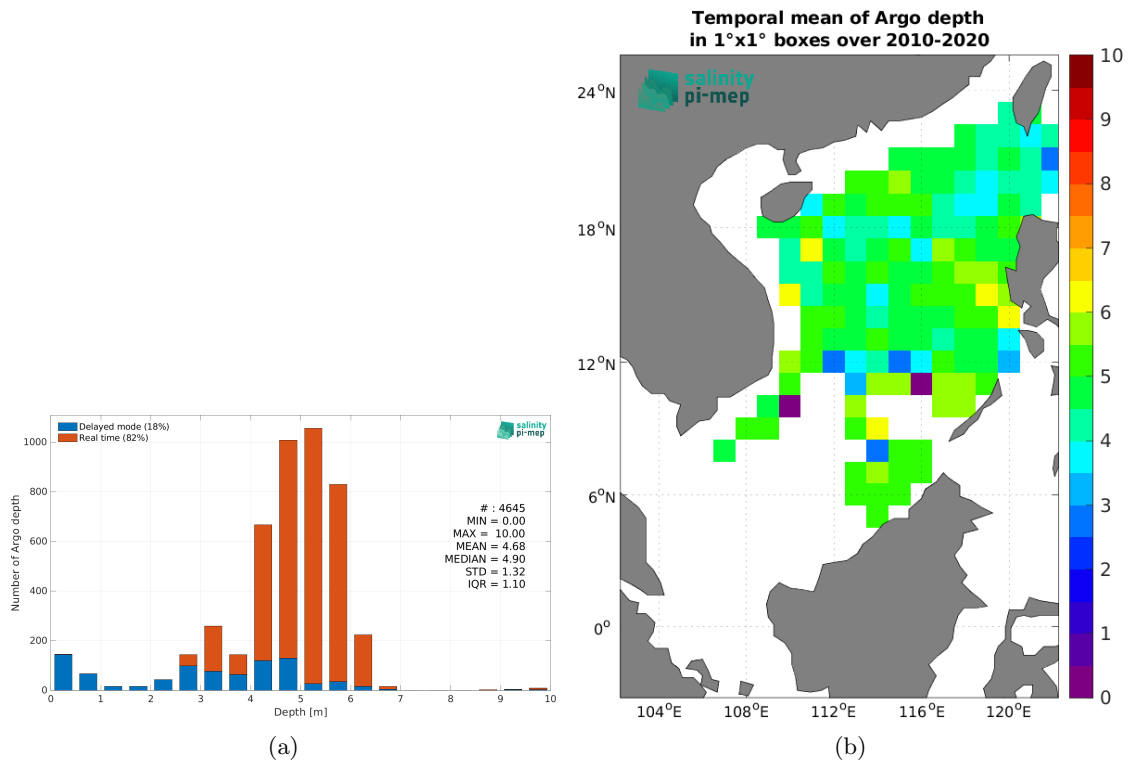 Temporal mean of Argo depth
in 1°x1° boxes over 2010-2020
salinity
pi-mep
24°N
18°N
12°N
6°N
0°
104°E
108°E
112°E
116°E
120°E
10
9
8
7
6
5
4
3
2
1
0
Delayed mode (18%)
Real time (82%)
salinity
pi-mep
# : 4645
MIN = 0.00
MAX = 10.00
MEAN = 4.68
MEDIAN = 4.90
STD = 1.32
IQR = 1.10
Number of Argo depth
1000
800
600
400
200
0
0 1 2 3 4 5 6 7 8 9 10
Depth [m]
(a)
(b)